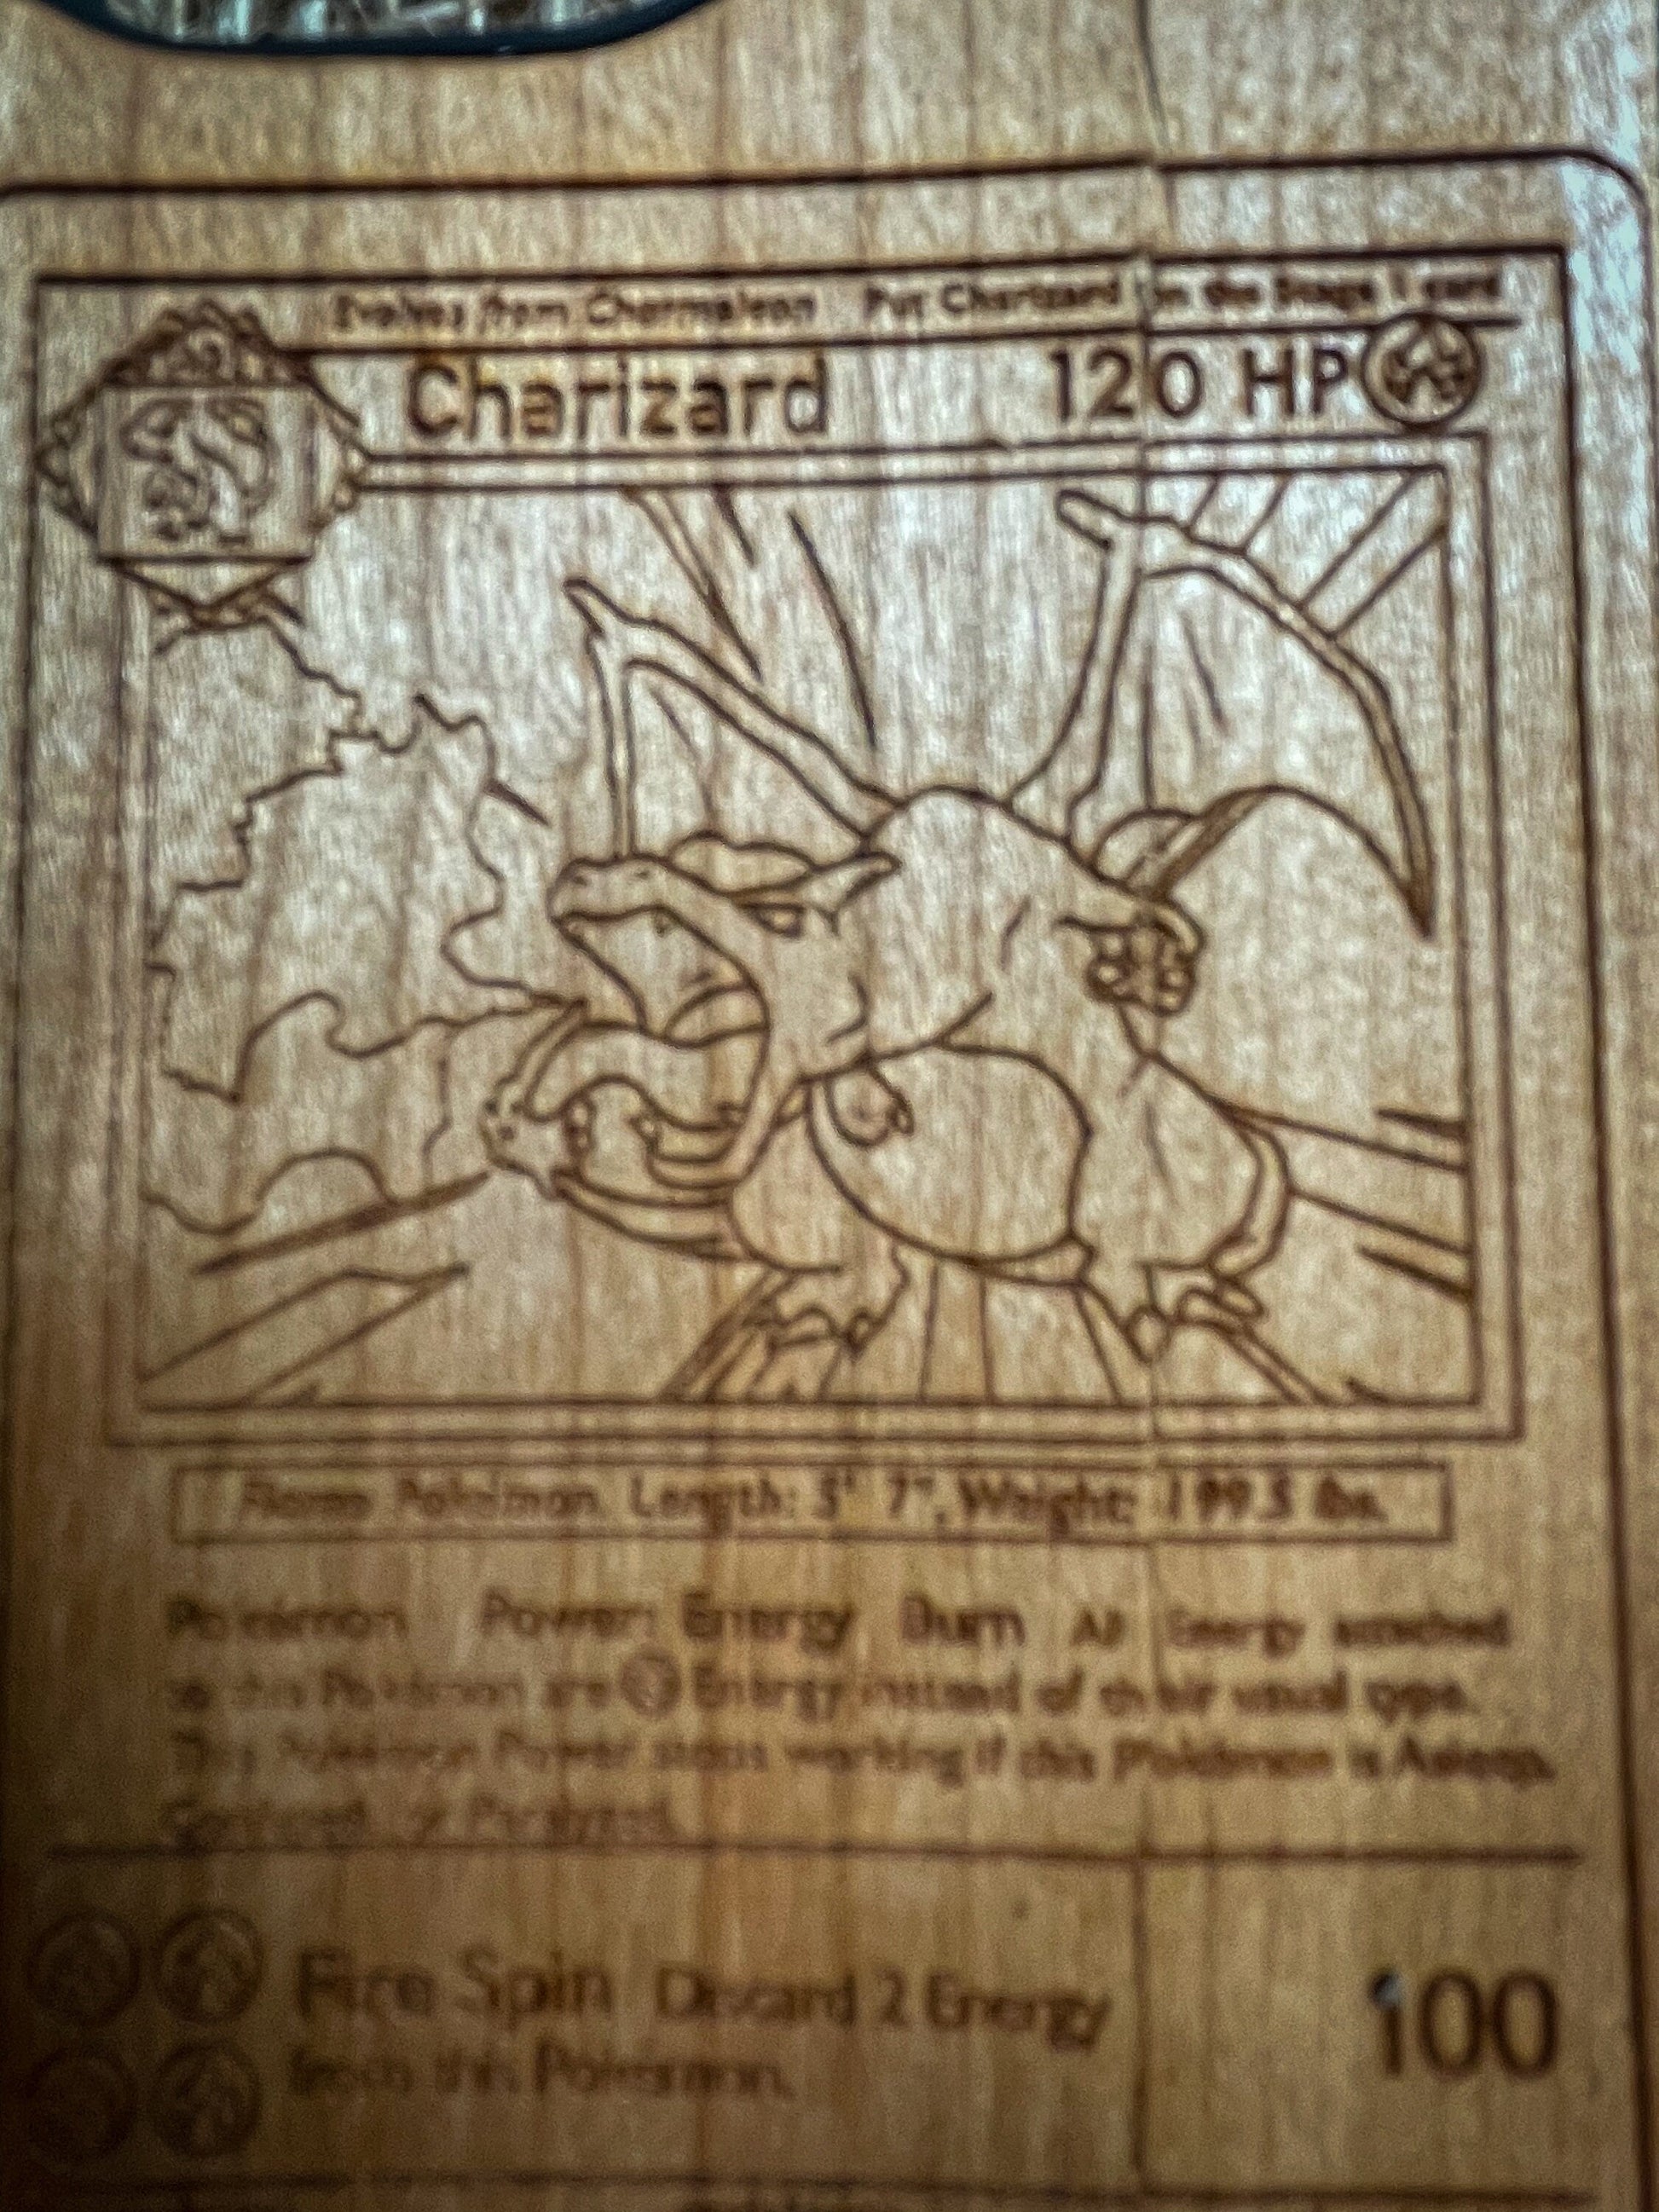 Evolves from Charmeleon Put Charizard on the Stage 1 card
Charizard 120 HP
Flame Pokémon. Length: 5' 7", Weight: 199.5 lbs.
Pokémon Power: Energy Burn All Energy attached
to this Pokémon are Energy instead of their usual type.
This Pokémon Power stops working if this Pokémon is Asleep,
Confused, or Paralyzed.
Fire Spin Discard 2 Energy
from this Pokémon.
100